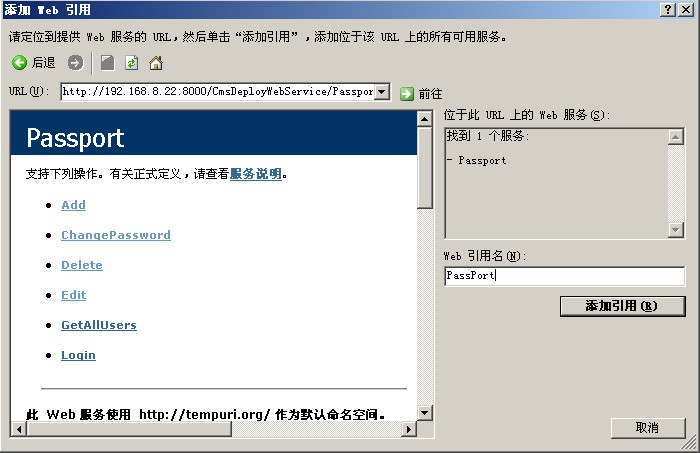 添加 Web 引用
请定位到提供 Web 服务的 URL，然后单击“添加引用”，添加位于该 URL 上的所有可用服务。
后退
URL(U): http://192.168.8.22:8000/CmsDeployWebService/Passpor 前往
位于此 URL 上的 Web 服务(S):
Passport
找到 1 个服务:
- Passport
支持下列操作。有关正式定义，请查看服务说明。
Add
ChangePassword
Delete
Edit
GetAllUsers
Login
此 Web 服务使用 http://tempuri.org/ 作为默认命名空间。
Web 引用名(N):
PassPort
添加引用(R)
取消